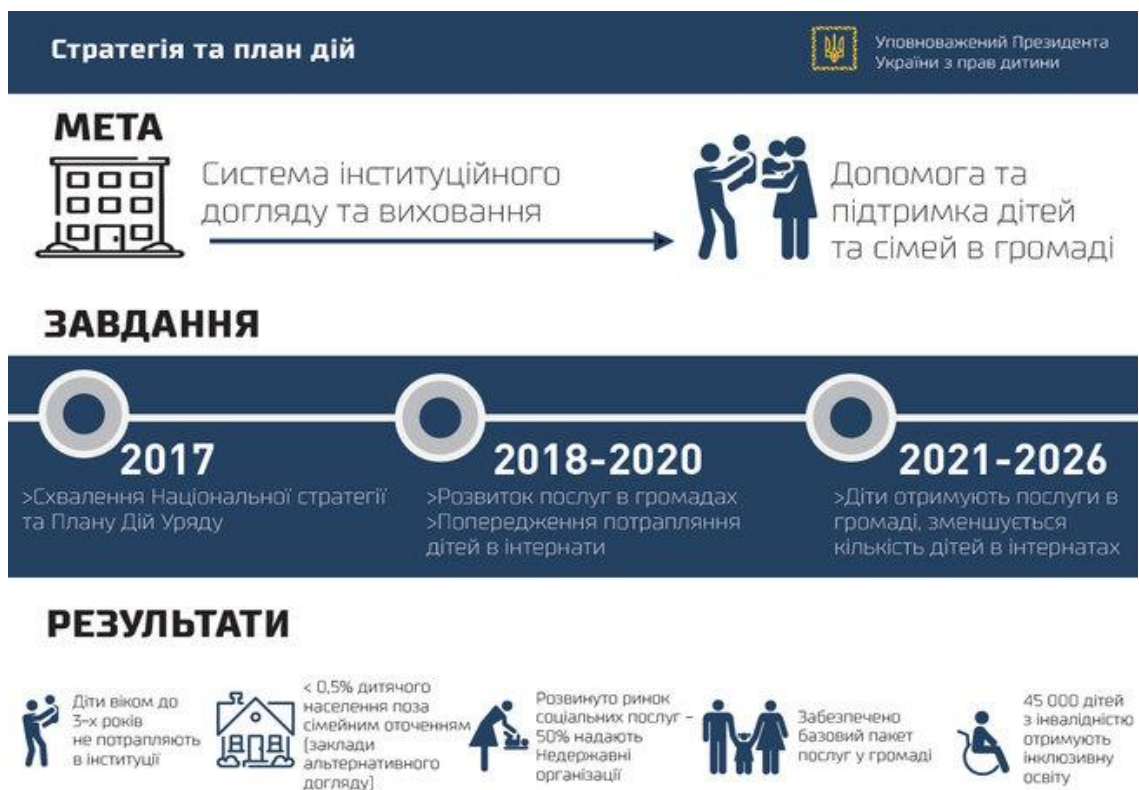 Стратегія та план дій
Уповноважений Президента
України з прав дитини
МЕТА
Система інституційного
догляду та виховання
Допомога та
підтримка дітей
та сімей в громаді
ЗАВДАННЯ
2017
>Схвалення Національної стратегії
та Плану Дій Уряду
2018-2020
>Розвиток послуг в громадах
>Попередження потрапляння
дітей в інтернати
2021-2026
>Діти отримують послуги в
громаді, зменшується
кількість дітей в інтернатах
РЕЗУЛЬТАТИ
Діти віком до
3-х років
не потрапляють
в інституції
< 0,5% дитячого
населення поза
сімейним оточенням
(заклади
альтернативного
догляду)
Розвинуто ринок
соціальних послуг -
50% надають
Недержавні
організації
Забезпечено
базовий пакет
послуг у громаді
45 000 дітей
з інвалідністю
отримують
інклюзивну
освіту